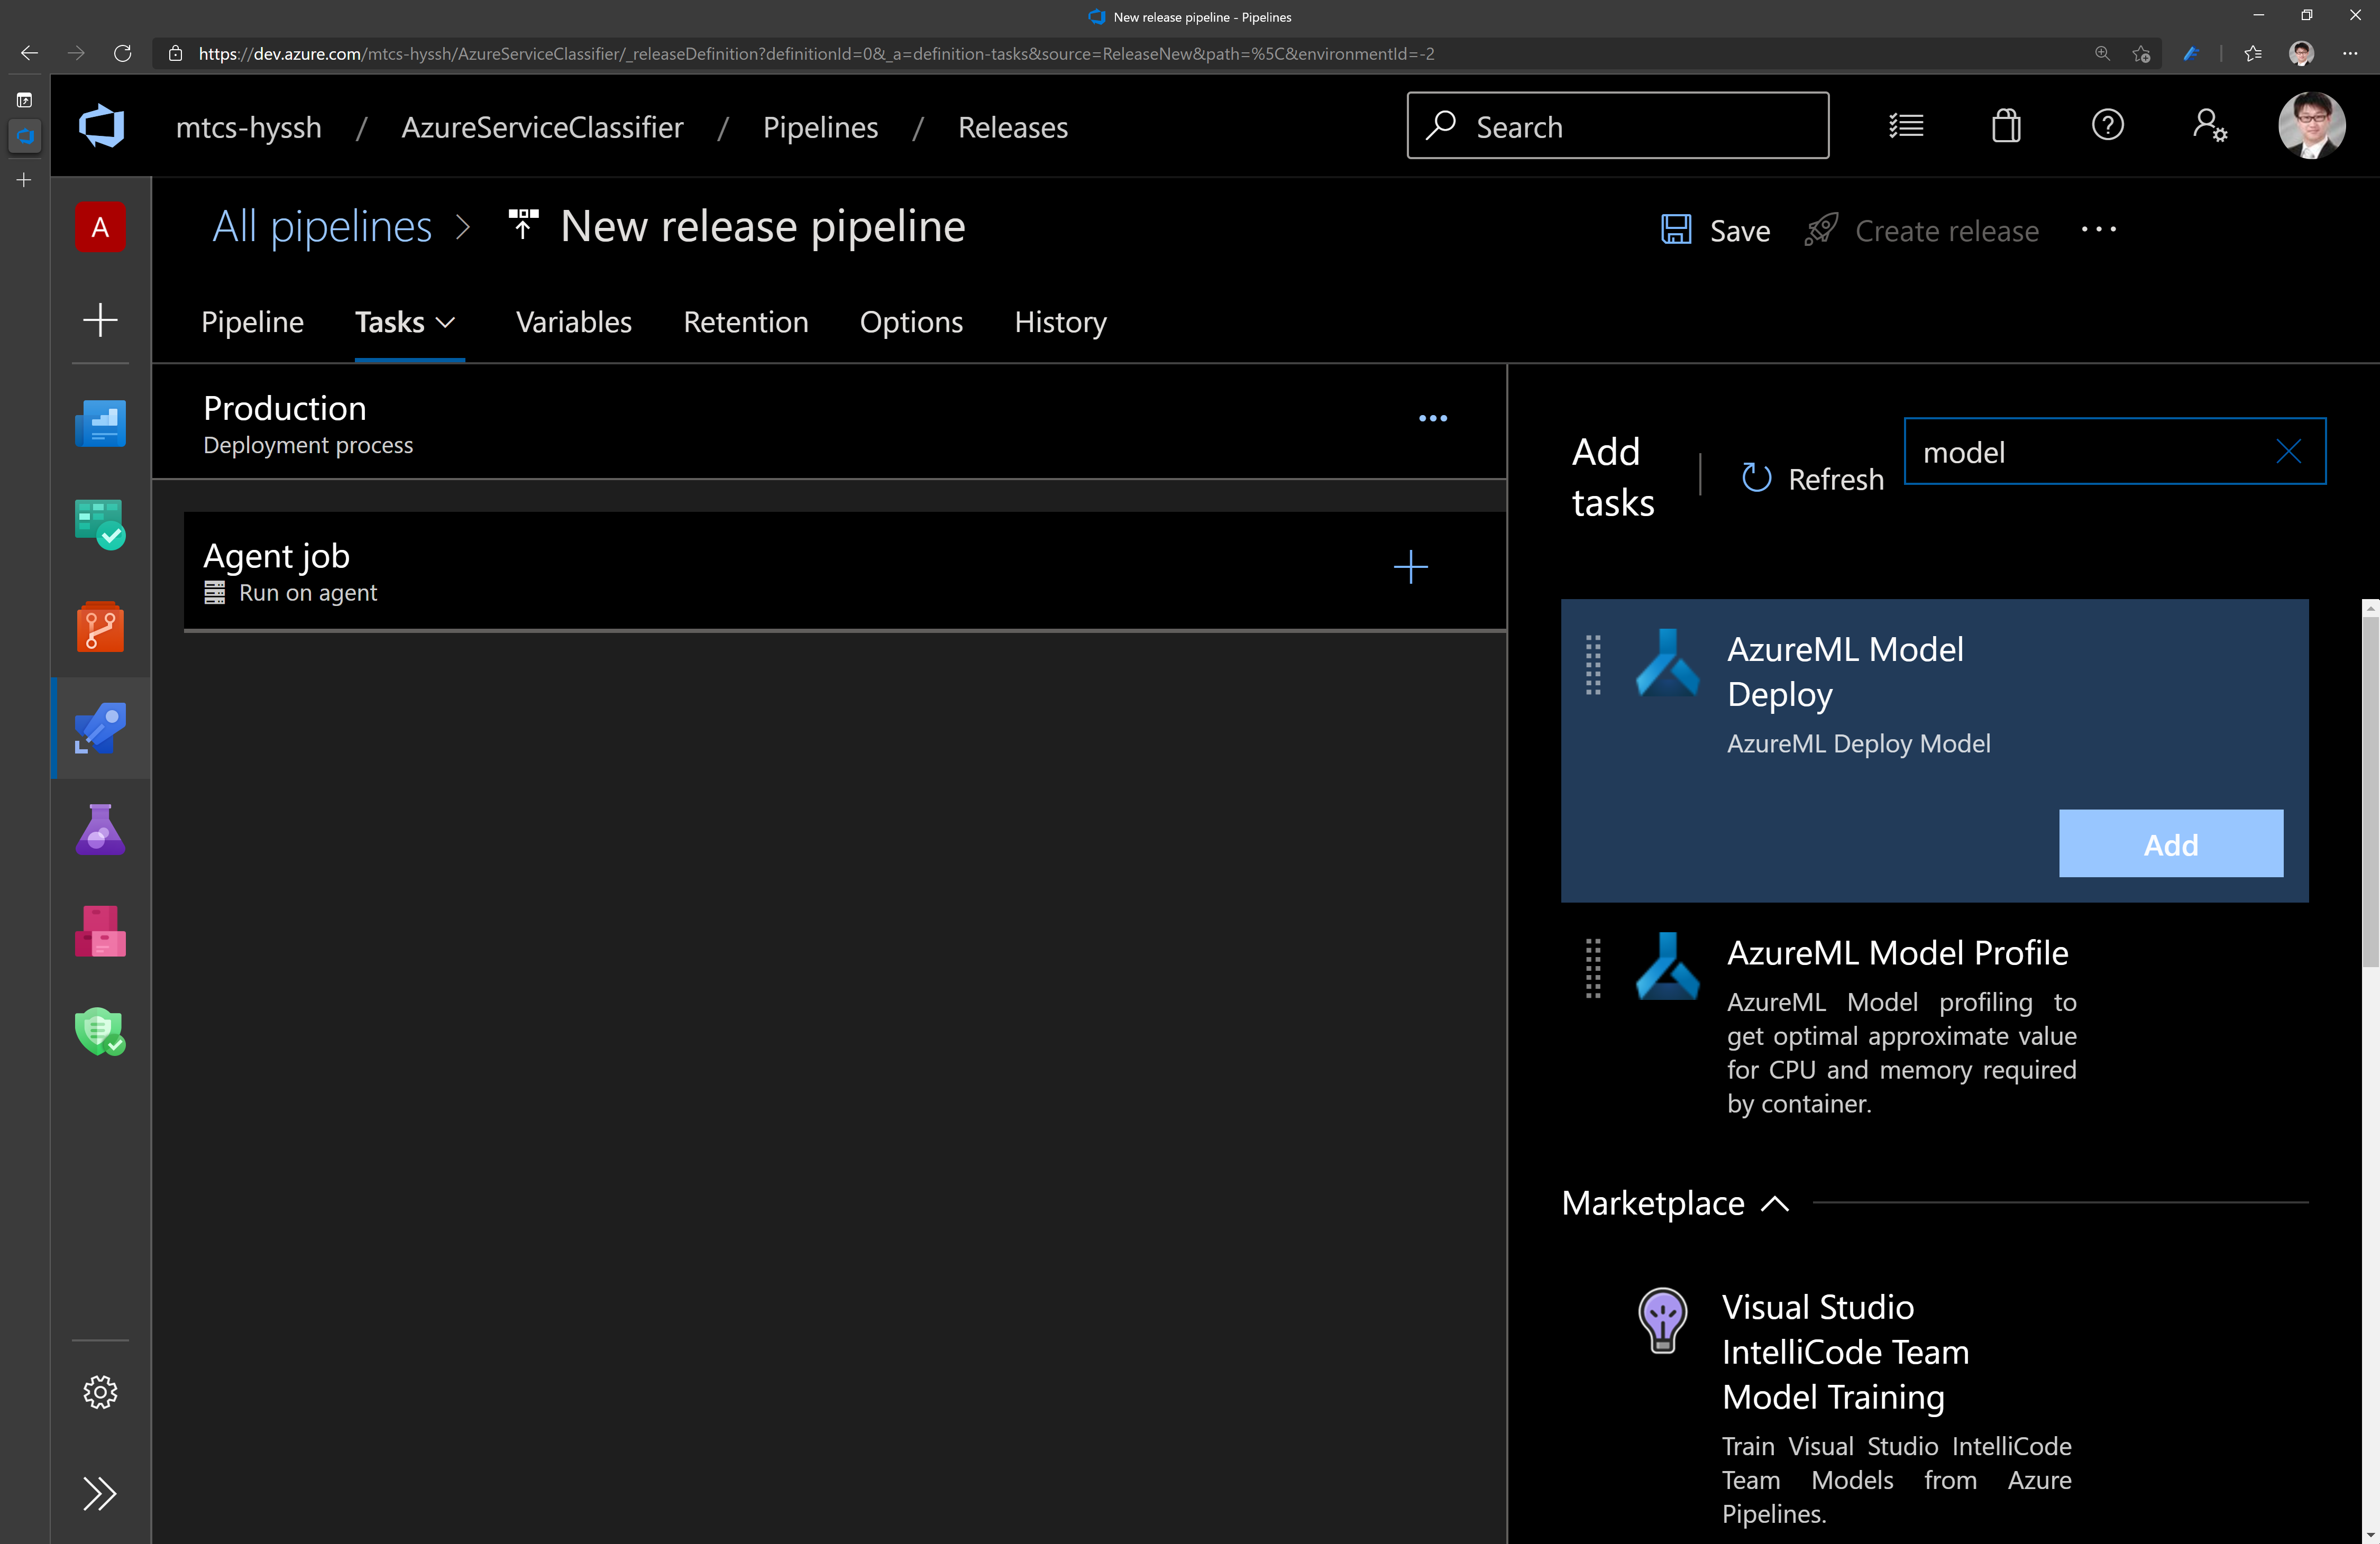 New release pipeline - Pipelines
https://dev.azure.com/mtcs-hyssh/AzureServiceClassifier/_releaseDefinition?definitionId=0&_a=definition-tasks&source=ReleaseNew&path=%5C&environmentId=-2
mtcs-hyssh / AzureServiceClassifier / Pipelines / Releases
Search
A
All pipelines > New release pipeline
Save
Create release
Pipeline
Tasks
Variables
Retention
Options
History
Production
Deployment process
Agent job
Run on agent
Add
tasks
Refresh
model
AzureML Model
Deploy
AzureML Deploy Model
Add
AzureML Model Profile
AzureML Model profiling to
get optimal approximate value
for CPU and memory required
by container.
Marketplace
Visual Studio
IntelliCode Team
Model Training
Train Visual Studio IntelliCode
Team Models from Azure
Pipelines.